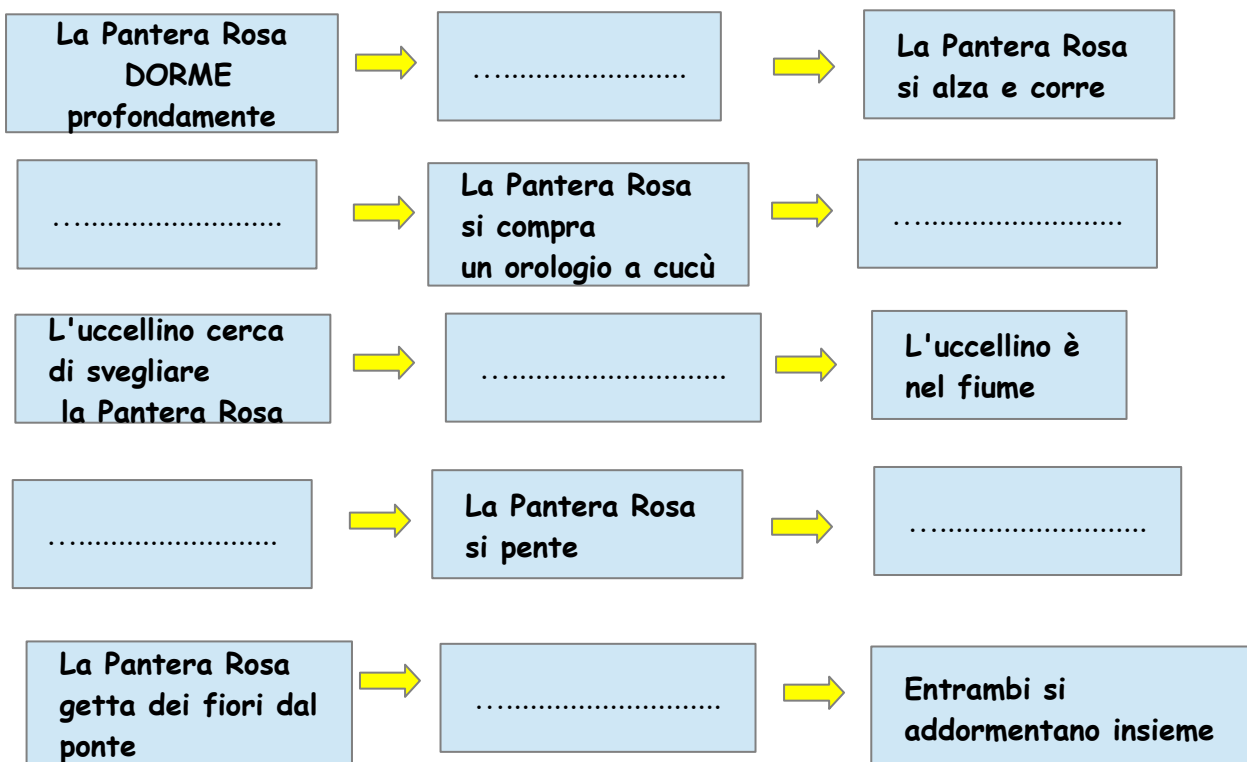 La Pantera Rosa
DORME
profondamente
…........................
La Pantera Rosa
si alza e corre
…..........................
La Pantera Rosa
si compra
un orologio a cucù
…..........................
L'uccellino cerca
di svegliare
la Pantera Rosa
…............................
L'uccellino è
nel fiume
…..........................
La Pantera Rosa
si pente
…...........................
La Pantera Rosa
getta dei fiori dal
ponte
…............................
Entrambi si
addormentano insieme